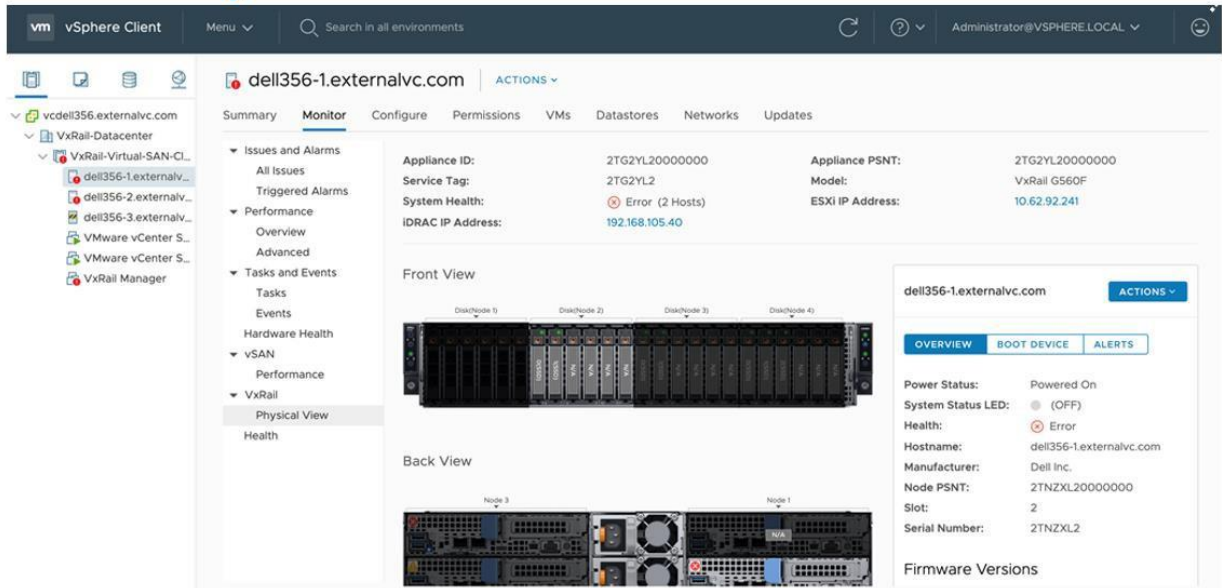 vm vSphere Client Menu Search in all environments Administrator@VSPHERE.LOCAL
vcdell356.externalvc.com
VxRail-Datacenter
VxRail-Virtual-SAN-Cl...
dell356-1.externalv...
dell356-2.externalv...
dell356-3.externalv...
VMware vCenter S...
VMware vCenter S...
VxRail Manager
dell356-1.externalvc.com ACTIONS
Summary Monitor Configure Permissions VMs Datastores Networks Updates
Issues and Alarms
All Issues
Triggered Alarms
Performance
Overview
Advanced
Tasks and Events
Tasks
Events
Hardware Health
vSAN
Performance
VxRail
Physical View
Health
Appliance ID: 2TG2YL20000000 Appliance PSNT: 2TG2YL20000000
Service Tag: 2TG2YL2 Model: VxRail G560F
System Health: Error (2 Hosts) ESXi IP Address: 10.62.92.241
iDRAC IP Address: 192.168.105.40
Front View
Disk(Node 1) Disk(Node 2) Disk(Node 3) Disk(Node 4)
N/A N/A N/A N/A
Back View
Node 3 Node 1
N/A
dell356-1.externalvc.com ACTIONS
OVERVIEW BOOT DEVICE ALERTS
Power Status: Powered On
System Status LED: (OFF)
Health: Error
Hostname: dell356-1.externalvc.com
Manufacturer: Dell Inc.
Node PSNT: 2TNZXL20000000
Slot: 2
Serial Number: 2TNZXL2
Firmware Versions